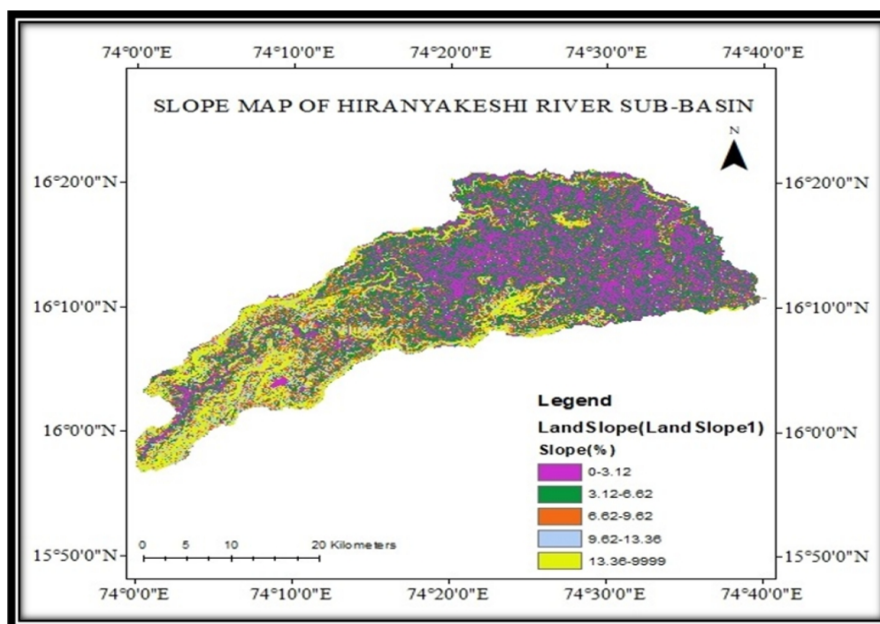 74°0'0"E 74°10'0"E 74°20'0"E 74°30'0"E 74°40'0"E
SLOPE MAP OF HIRANYAKESHI RIVER SUB-BASIN
N
16°20'0"N 16°20'0"N
16°10'0"N 16°10'0"N
16°0'0"N 16°0'0"N
Legend
Land Slope(Land Slope1)
Slope(%)
0-3.12
3.12-6.62
6.62-9.62
9.62-13.36
13.36-9999
0 5 10 20 Kilometers
15°50'0"N 15°50'0"N
74°0'0"E 74°10'0"E 74°20'0"E 74°30'0"E 74°40'0"E